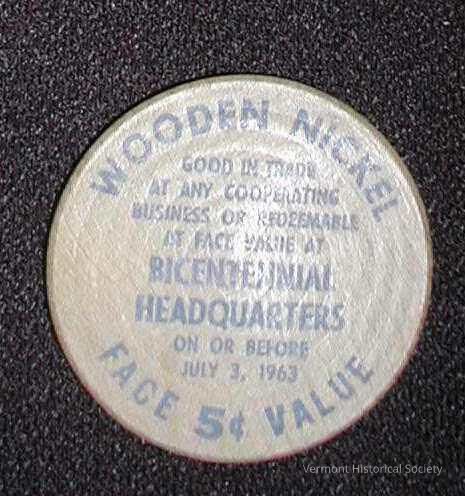 WOODEN NICKEL
GOOD IN TRADE
AT ANY COOPERATING
BUSINESS OR REDEEMABLE
AT FACE VALUE AT
BICENTENNIAL
HEADQUARTERS
ON OR BEFORE
JULY 3, 1963
FACE 5¢ VALUE
Vermont Historical Society